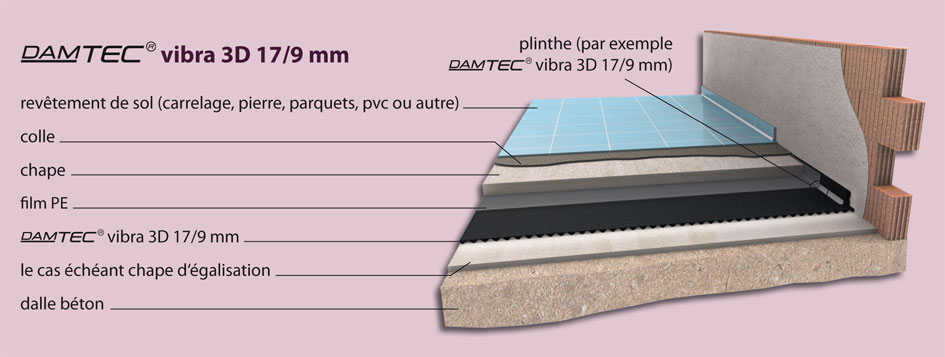 DAMTEC® vibra 3D 17/9 mm
plinthe (par exemple
DAMTEC® vibra 3D 17/9 mm)
revêtement de sol (carrelage, pierre, parquets, pvc ou autre)
colle
chape
film PE
DAMTEC® vibra 3D 17/9 mm
le cas échéant chape d‘égalisation
dalle béton